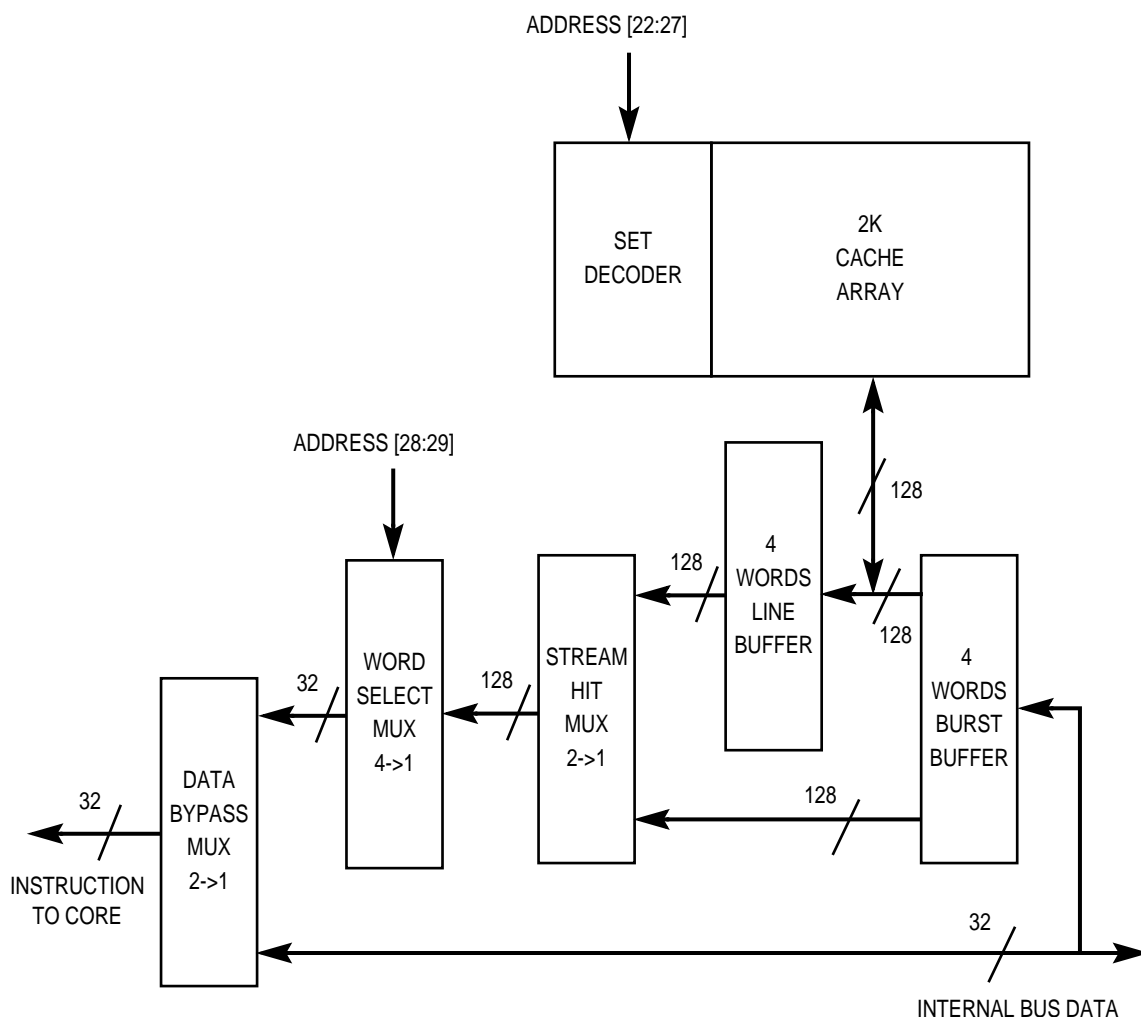 ADDRESS [22:27]
SET
DECODER
2K
CACHE
ARRAY
ADDRESS [28:29]
128
4
WORDS
LINE
BUFFER
128
128
4
WORDS
BURST
BUFFER
STREAM
HIT
MUX
2->1
128
WORD
SELECT
MUX
4->1
128
32
DATA
BYPASS
MUX
2->1
32
INSTRUCTION
TO CORE
32
INTERNAL BUS DATA